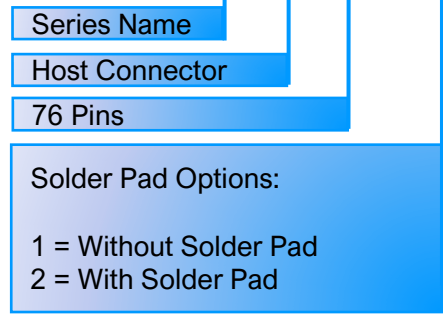 Series Name
Host Connector
76 Pins
Solder Pad Options:
1 = Without Solder Pad
2 = With Solder Pad